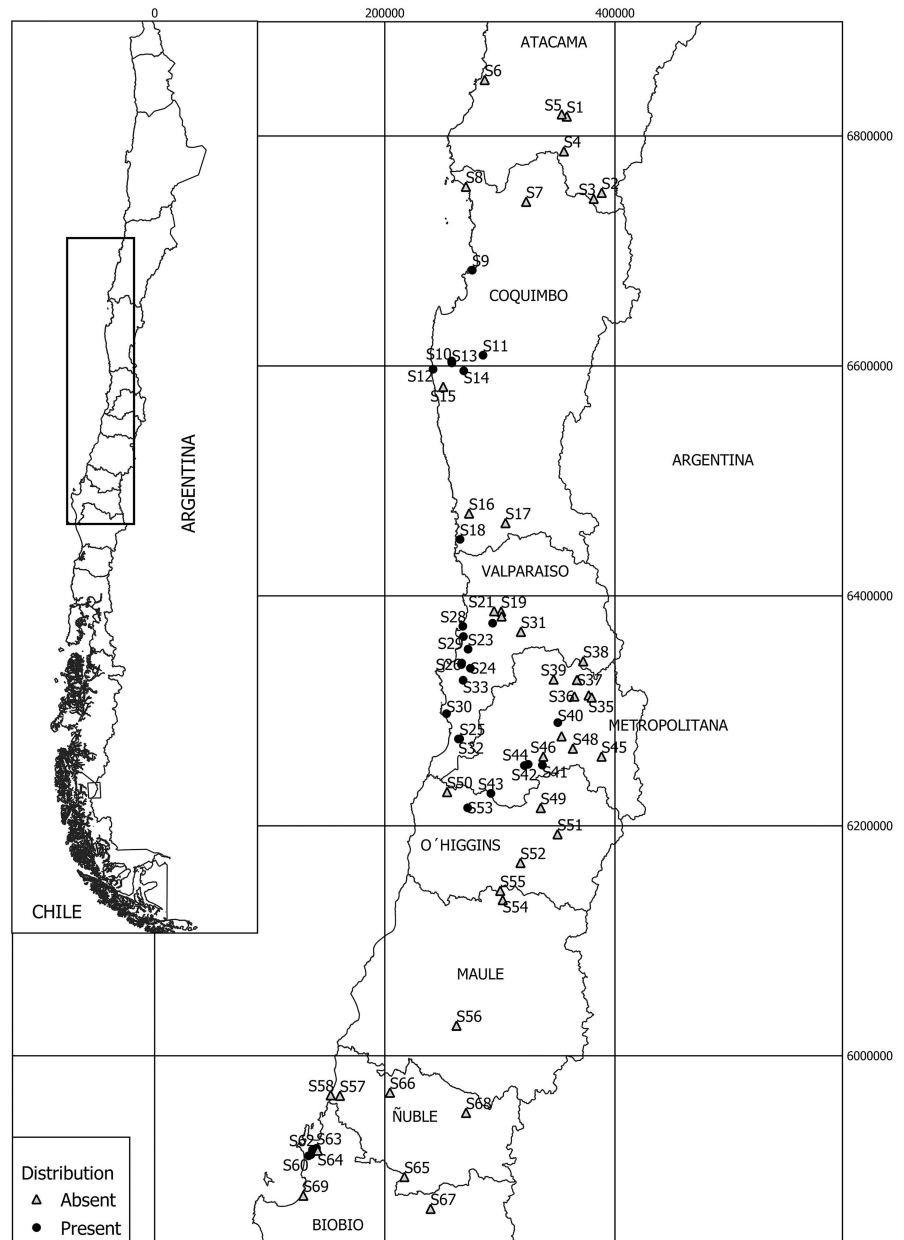 0
200000
400000
ATACAMA
S6
S5 S1
6800000
S4
S8
S7
S3 S2
S9
COQUIMBO
S11
S10 S13
S12
S14
6600000
S15
ARGENTINA
ARGENTINA
S16
S17
S18
VALPARAISO
6400000
S21 S19
S28
S31
S29 S23
S38
S24
S39
S37
S33
S36
S35
S30
S40
METROPOLITANA
S25
S32
S46
S48
S45
S44
S42 S41
S50
S43
S49
S53
6200000
S51
O´HIGGINS
S52
S55
S54
CHILE
MAULE
S56
6000000
S58 S57
S66
S68
ÑUBLE
S62 S63
S60
S64
S65
S69
S67
BIOBIO
Distribution
Absent
Present